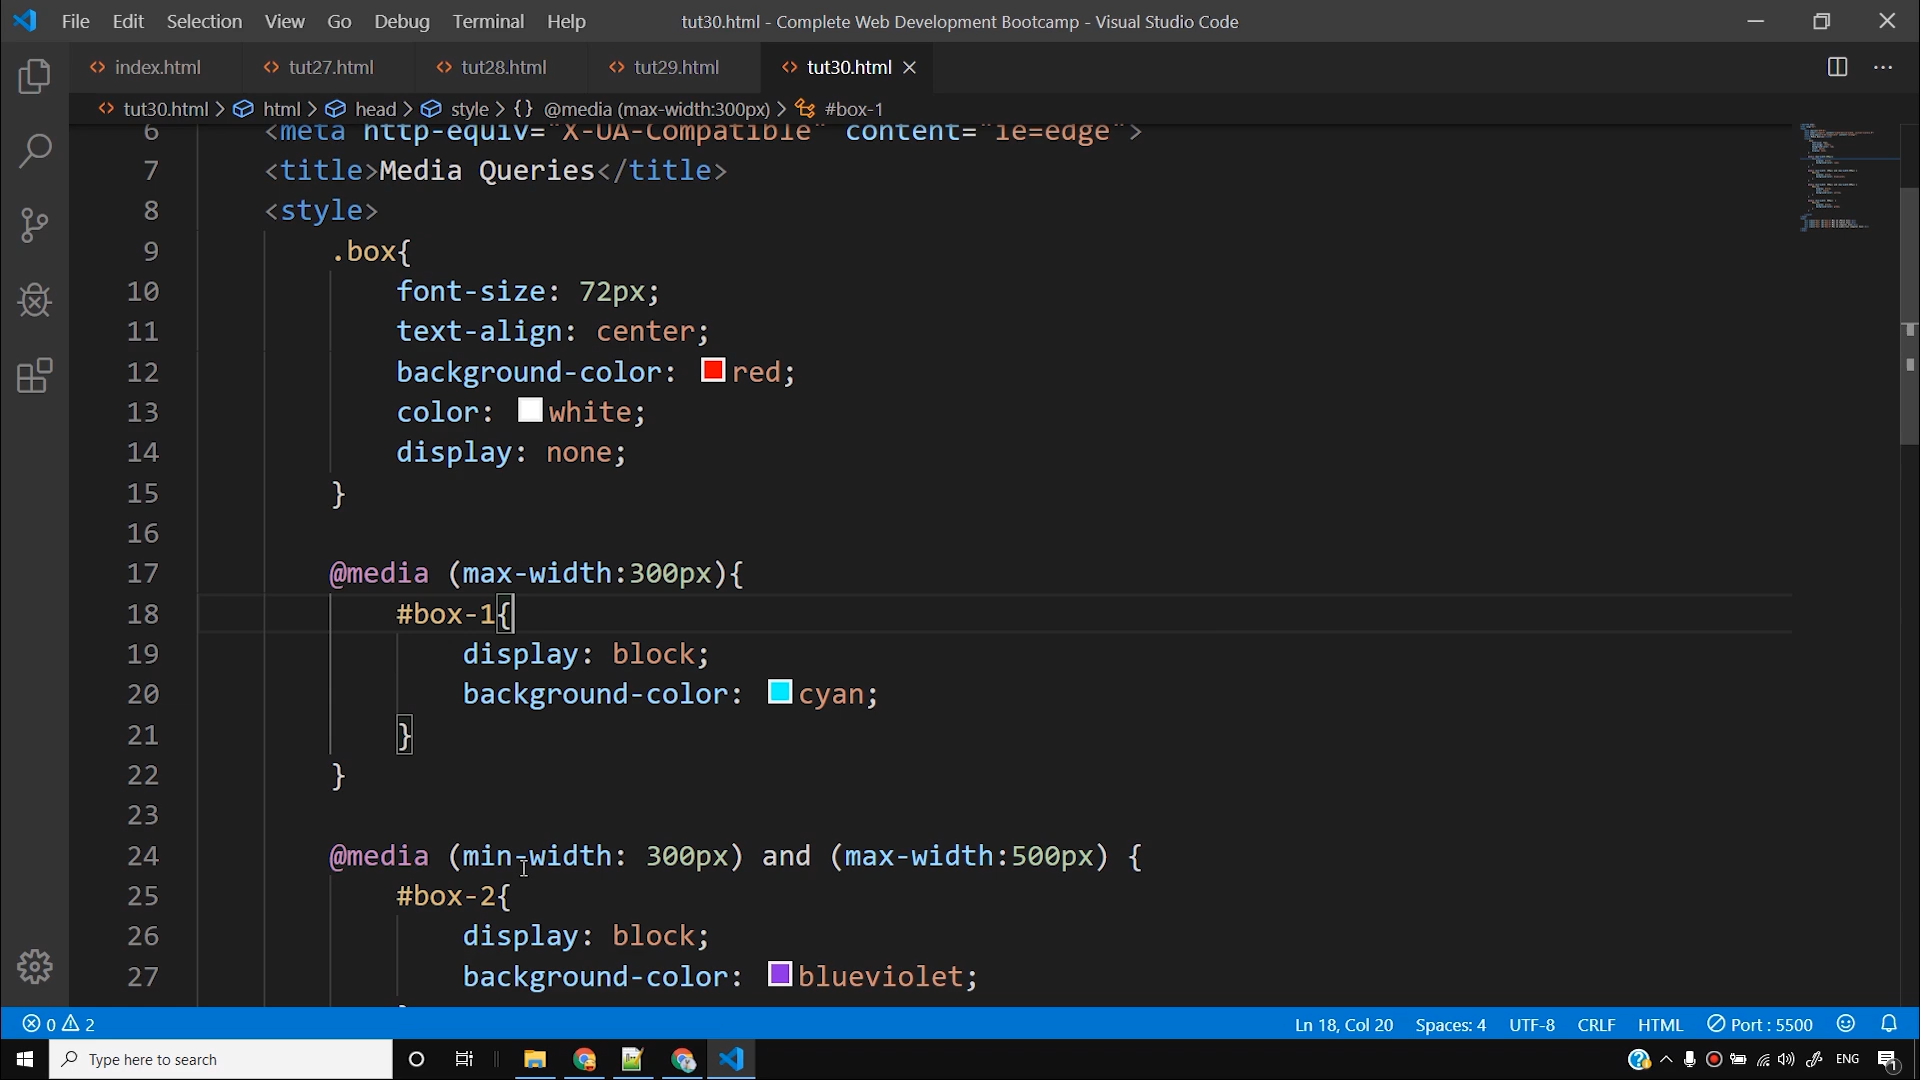 File Edit Selection View Go Debug Terminal Help tut30.html - Complete Web Development Bootcamp - Visual Studio Code
index.html tut27.html tut28.html tut29.html tut30.html
tut30.html > html > head > style > {} @media (max-width:300px) > #box-1
6 <meta http-equiv="X-UA-Compatible" content="ie=edge">
7 <title>Media Queries</title>
8 <style>
9 .box{
10 font-size: 72px;
11 text-align: center;
12 background-color: red;
13 color: white;
14 display: none;
15 }
16
17 @media (max-width:300px){
18 #box-1{
19 display: block;
20 background-color: cyan;
21 }
22 }
23
24 @media (min-width: 300px) and (max-width:500px) {
25 #box-2{
26 display: block;
27 background-color: blueviolet;
0 2 Ln 18, Col 20 Spaces: 4 UTF-8 CRLF HTML Port : 5500
Type here to search ENG 1